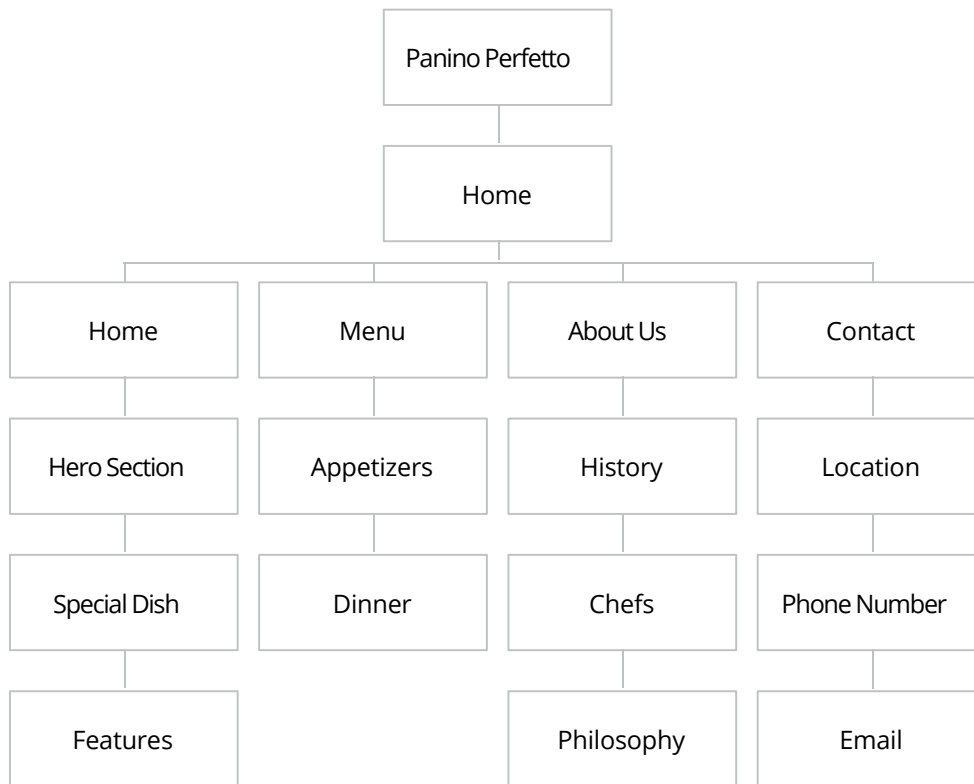 Panino Perfetto
Home
Home
Menu
About Us
Contact
Hero Section
Appetizers
History
Location
Special Dish
Dinner
Chefs
Phone Number
Features
Philosophy
Email